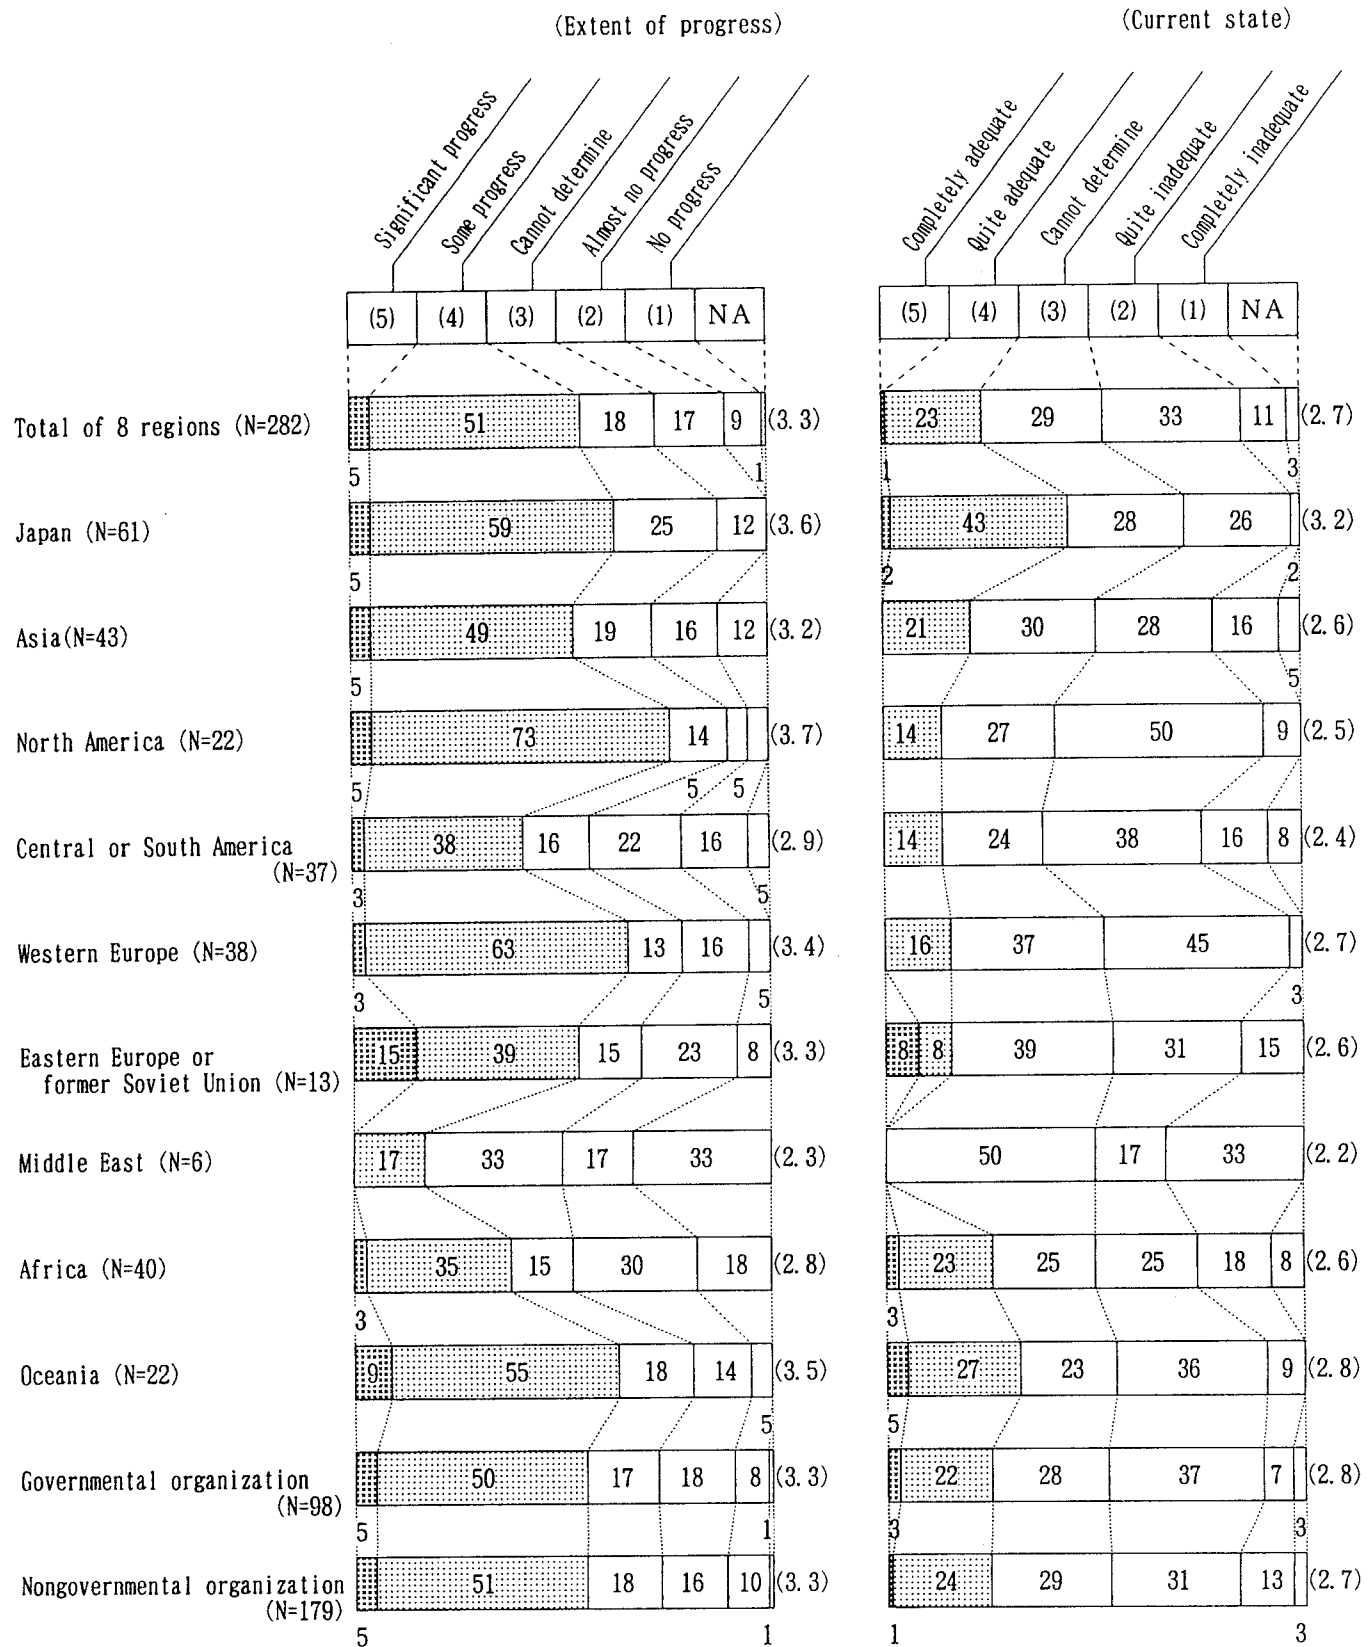 (Extent of progress) (Current state)
Significant progress Some progress Cannot determine Almost no progress No progress Completely adequate Quite adequate Cannot determine Quite inadequate Completely inadequate
(5) (4) (3) (2) (1) NA (5) (4) (3) (2) (1) NA
Total of 8 regions (N=282) 51 18 17 9 (3.3) 23 29 33 11 (2.7)
5 1 1 3
Japan (N=61) 59 25 12 (3.6) 43 28 26 (3.2)
5 2 2
Asia(N=43) 49 19 16 12 (3.2) 21 30 28 16 (2.6)
5 5
North America (N=22) 73 14 (3.7) 14 27 50 9 (2.5)
5 5 5
Central or South America 38 16 22 16 (2.9) 14 24 38 16 8 (2.4)
(N=37)
3 5
Western Europe (N=38) 63 13 16 (3.4) 16 37 45 (2.7)
3 5 3
Eastern Europe or 15 39 15 23 8 (3.3) 8 8 39 31 15 (2.6)
former Soviet Union (N=13)
Middle East (N=6) 17 33 17 33 (2.3) 50 17 33 (2.2)
Africa (N=40) 35 15 30 18 (2.8) 23 25 25 18 8 (2.6)
3 3
Oceania (N=22) 9 55 18 14 (3.5) 27 23 36 9 (2.8)
5 5
Governmental organization 50 17 18 8 (3.3) 22 28 37 7 (2.8)
(N=98)
5 1 3 3
Nongovernmental organization 51 18 16 10 (3.3) 24 29 31 13 (2.7)
(N=179)
5 1 1 3